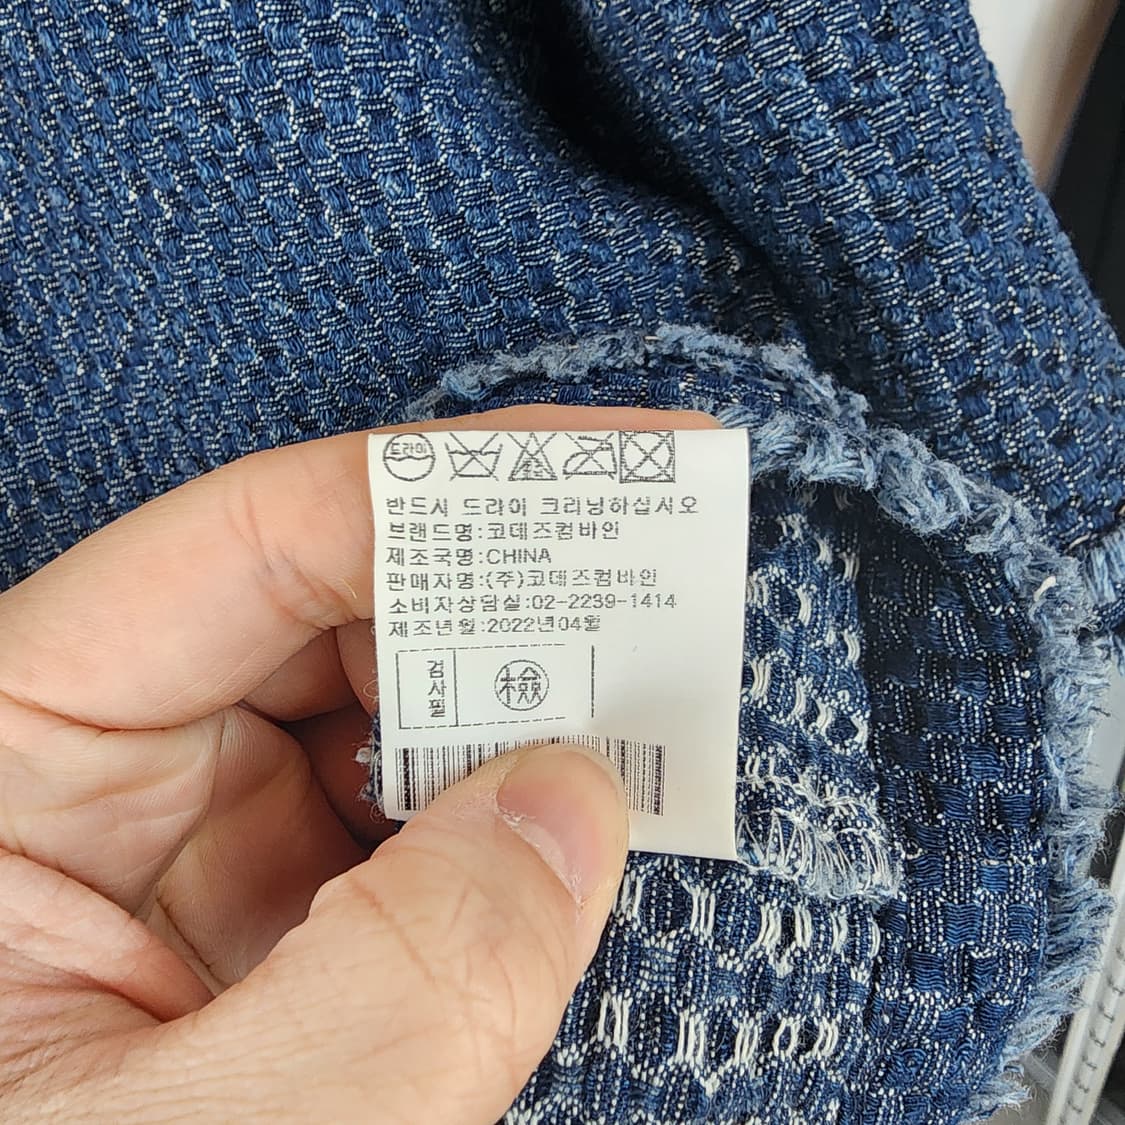 드라이
반드시 드라이 크리닝하십시오
브랜드명:코데즈컴바인
제조국명:CHINA
판매자명:(주)코데즈컴바인
소비자상담실:02-2239-1414
제조년월:2022년04월
검사필 檢